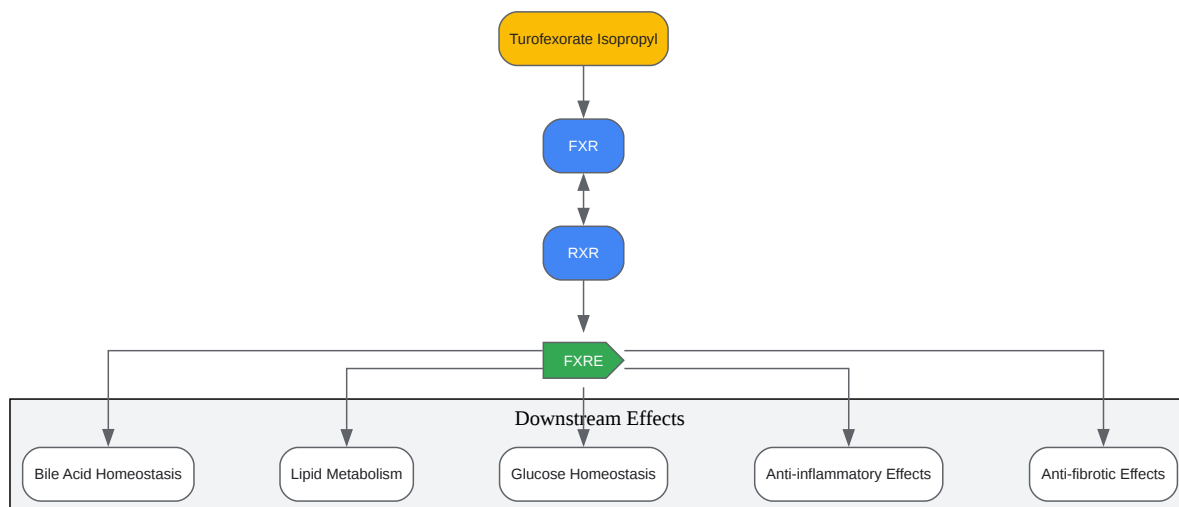 Turofexorate Isopropyl
FXR
RXR
FXRE
Downstream Effects
Bile Acid Homeostasis
Lipid Metabolism
Glucose Homeostasis
Anti-inflammatory Effects
Anti-fibrotic Effects